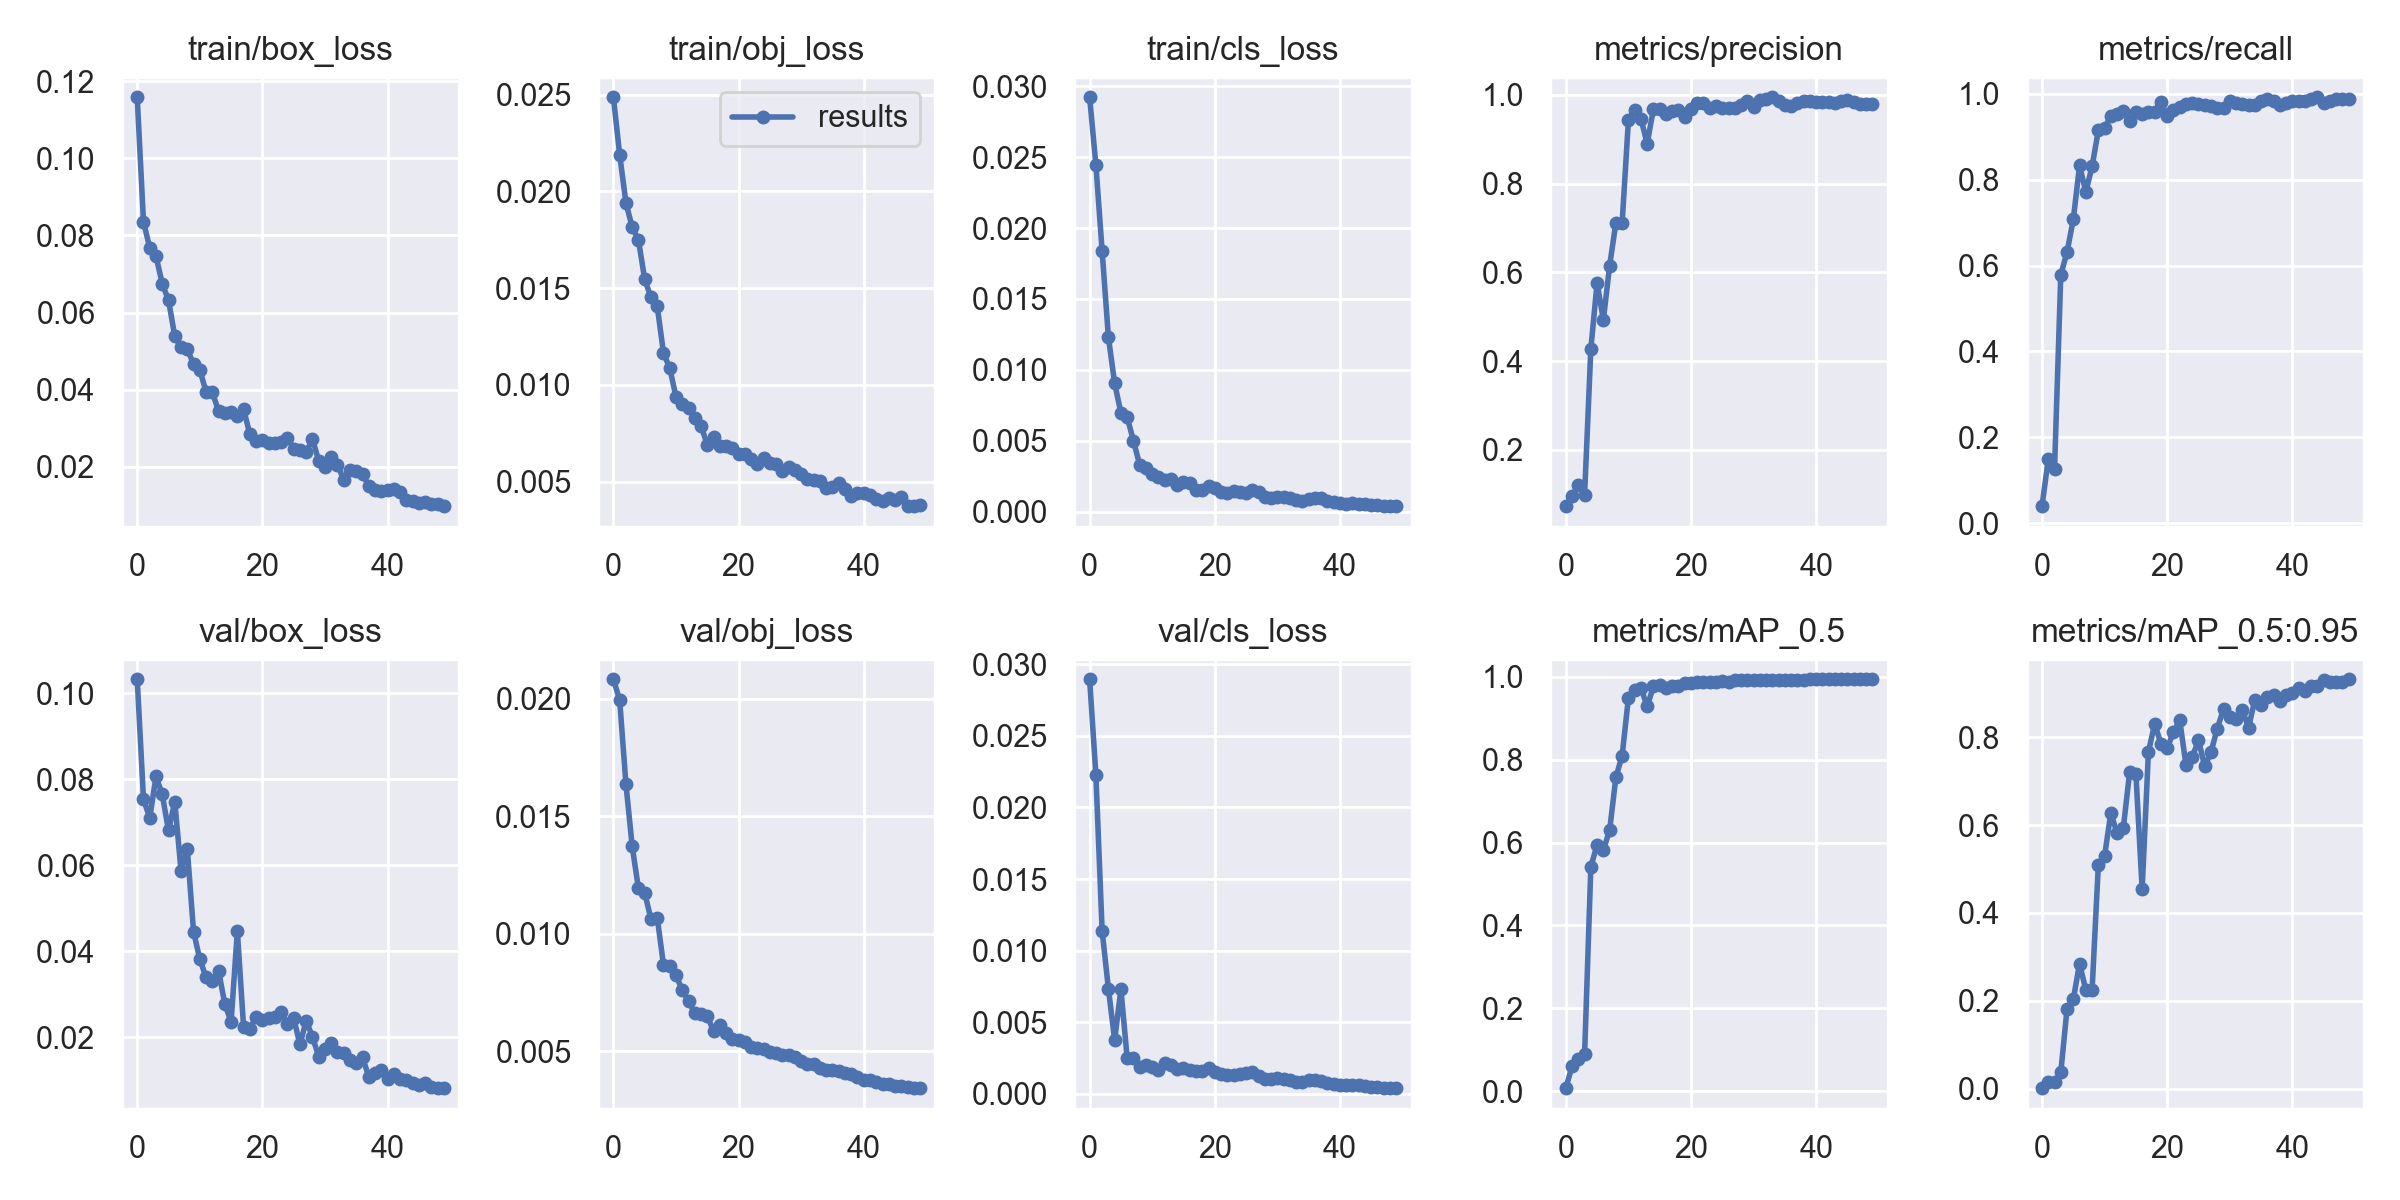 train/box_loss
0.12
0.10
0.08
0.06
0.04
0.02
0 20 40
train/obj_loss
results
0.025
0.020
0.015
0.010
0.005
0 20 40
train/cls_loss
0.030
0.025
0.020
0.015
0.010
0.005
0.000
0 20 40
metrics/precision
1.0
0.8
0.6
0.4
0.2
0 20 40
metrics/recall
1.0
0.8
0.6
0.4
0.2
0.0
0 20 40
val/box_loss
0.10
0.08
0.06
0.04
0.02
0 20 40
val/obj_loss
0.020
0.015
0.010
0.005
0 20 40
val/cls_loss
0.030
0.025
0.020
0.015
0.010
0.005
0.000
0 20 40
metrics/mAP_0.5
1.0
0.8
0.6
0.4
0.2
0.0
0 20 40
metrics/mAP_0.5:0.95
0.8
0.6
0.4
0.2
0.0
0 20 40